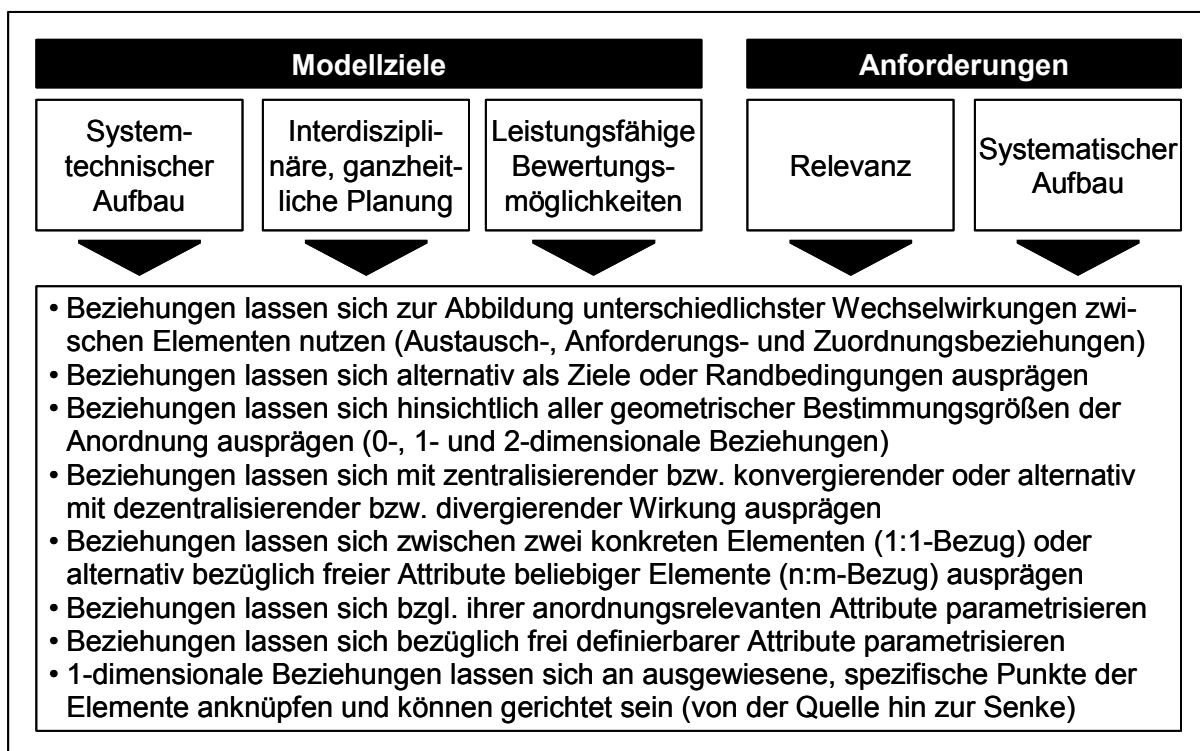 Modellziele
Anforderungen
System-
technischer
Aufbau
Interdiszipli-
näre, ganzheit-
liche Planung
Leistungsfähige
Bewertungs-
möglichkeiten
Relevanz
Systematischer
Aufbau
• Beziehungen lassen sich zur Abbildung unterschiedlichster Wechselwirkungen zwi-
schen Elementen nutzen (Austausch-, Anforderungs- und Zuordnungsbeziehungen)
• Beziehungen lassen sich alternativ als Ziele oder Randbedingungen ausprägen
• Beziehungen lassen sich hinsichtlich aller geometrischer Bestimmungsgrößen der
Anordnung ausprägen (0-, 1- und 2-dimensionale Beziehungen)
• Beziehungen lassen sich mit zentralisierender bzw. konvergierender oder alternativ
mit dezentralisierender bzw. divergierender Wirkung ausprägen
• Beziehungen lassen sich zwischen zwei konkreten Elementen (1:1-Bezug) oder
alternativ bezüglich freier Attribute beliebiger Elemente (n:m-Bezug) ausprägen
• Beziehungen lassen sich bzgl. ihrer anordnungsrelevanten Attribute parametrisieren
• Beziehungen lassen sich bezüglich frei definierbarer Attribute parametrisieren
• 1-dimensionale Beziehungen lassen sich an ausgewiesene, spezifische Punkte der
Elemente anknüpfen und können gerichtet sein (von der Quelle hin zur Senke)